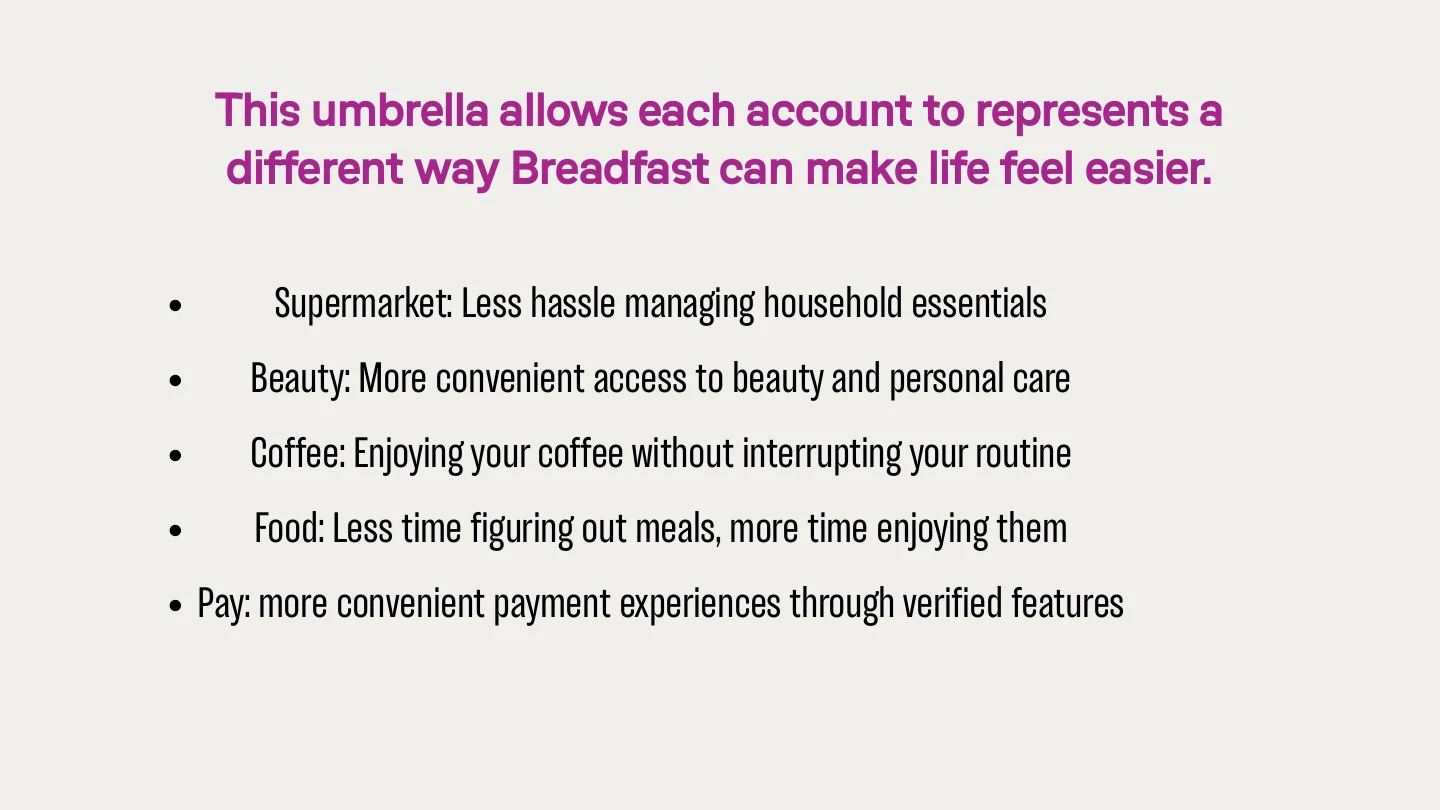 This umbrella allows each account to represents a
different way Breadfast can make life feel easier.
• Supermarket: Less hassle managing household essentials
• Beauty: More convenient access to beauty and personal care
• Coffee: Enjoying your coffee without interrupting your routine
• Food: Less time figuring out meals, more time enjoying them
• Pay: more convenient payment experiences through verified features